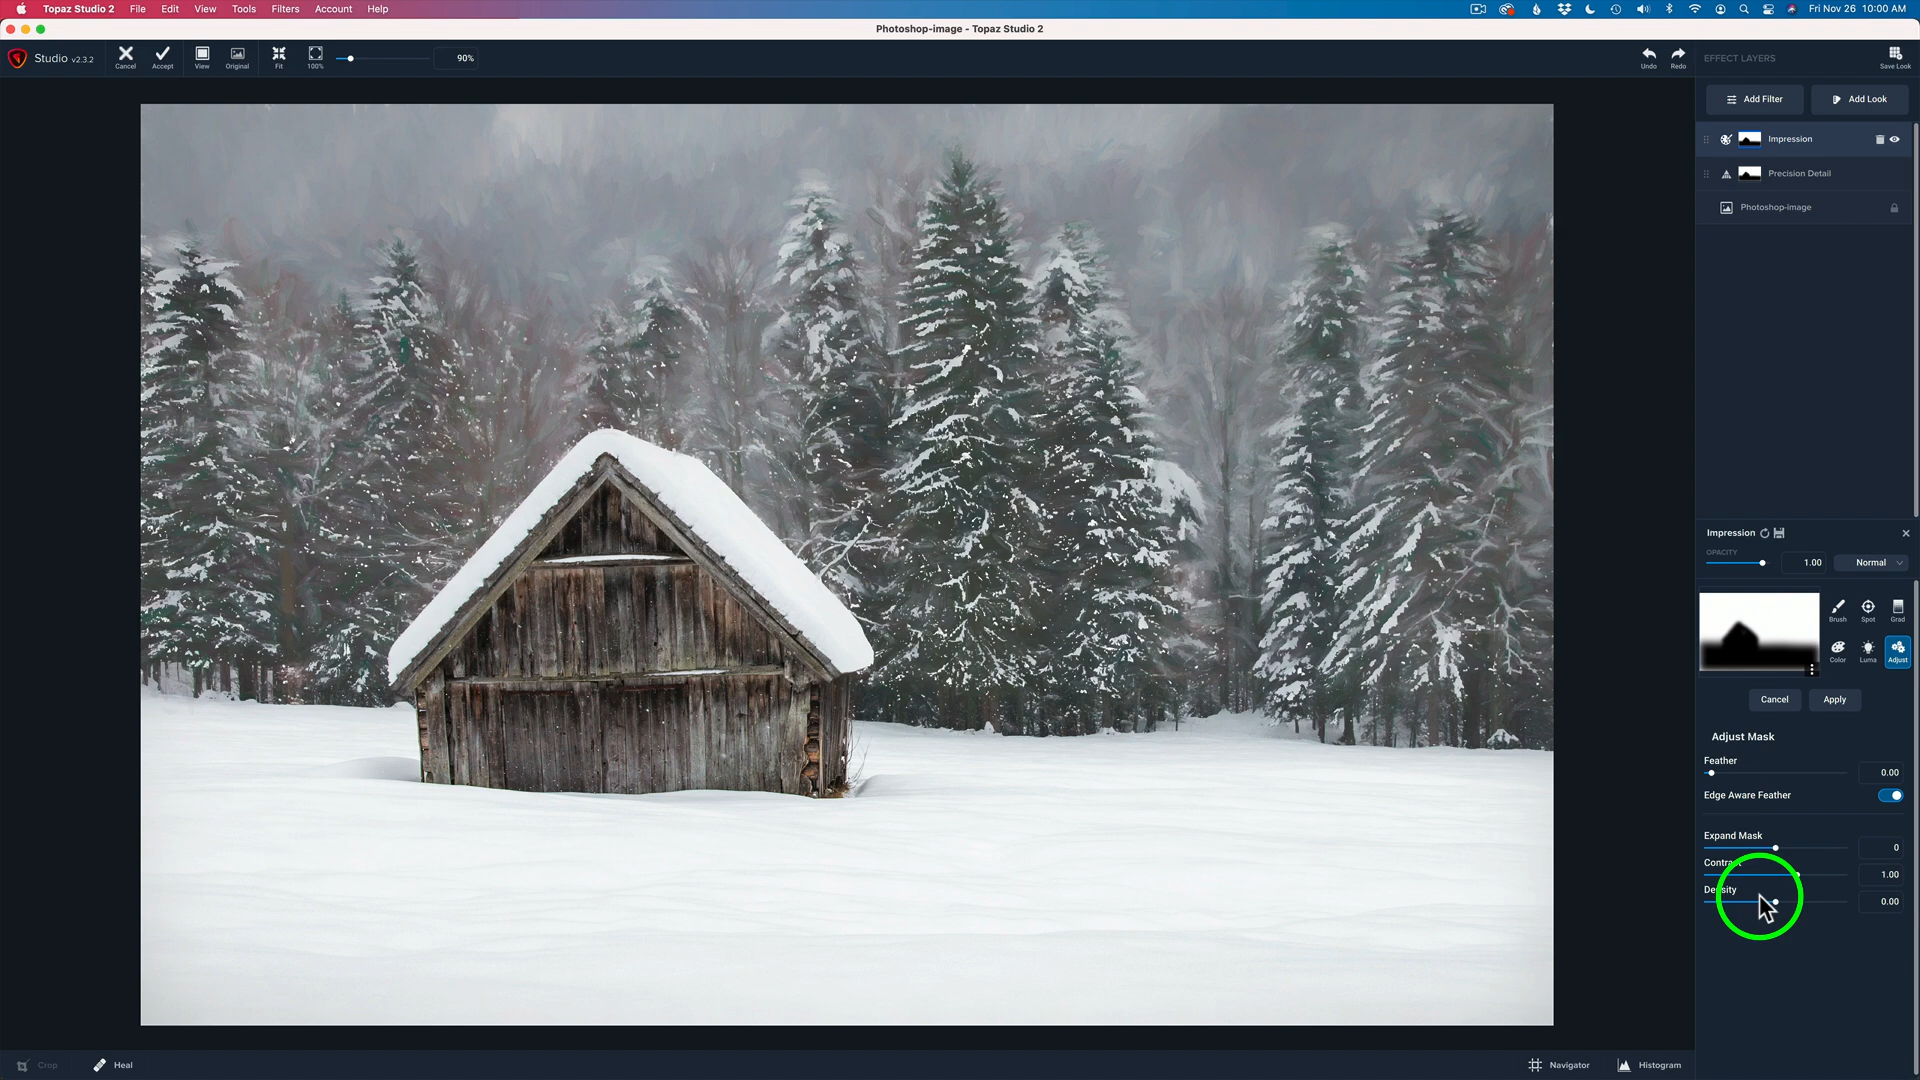 Topaz Studio 2 File Edit View Tools Filters Account Help Fri Nov 26 10:00 AM
Photoshop-image - Topaz Studio 2
Studio v2.3.2 Cancel Accept View Original Fit 100% 90% Undo Redo EFFECT LAYERS Save Look
Add Filter Add Look
Impression
Precision Detail
Photoshop-image
Impression
OPACITY
1.00 Normal
Brush Spot Grad
Color Luma Adjust
Cancel Apply
Adjust Mask
Feather
0.00
Edge Aware Feather
Expand Mask
0
Contrast
1.00
Density
0.00
Crop Heal Navigator Histogram